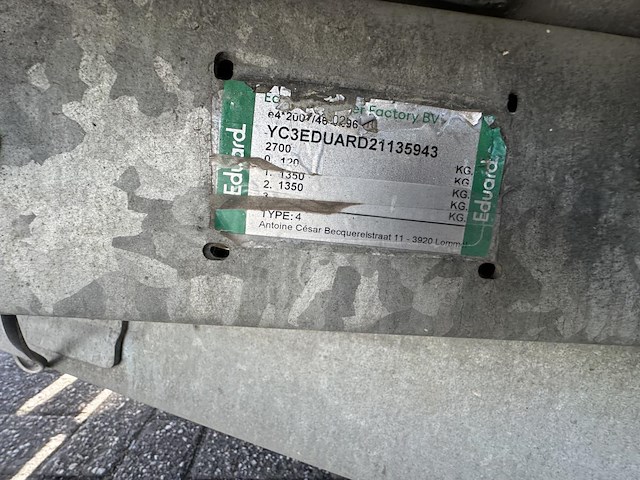 Factory BV
e4*2007/46*0296
YC3EDUARD21135943
2700 KG.
0. 120 KG.
1. 1350 KG.
2. 1350 KG.
KG.
TYPE: 4
Antoine César Becquerelstraat 11 - 3920 Lomm
Eduard
Eduard